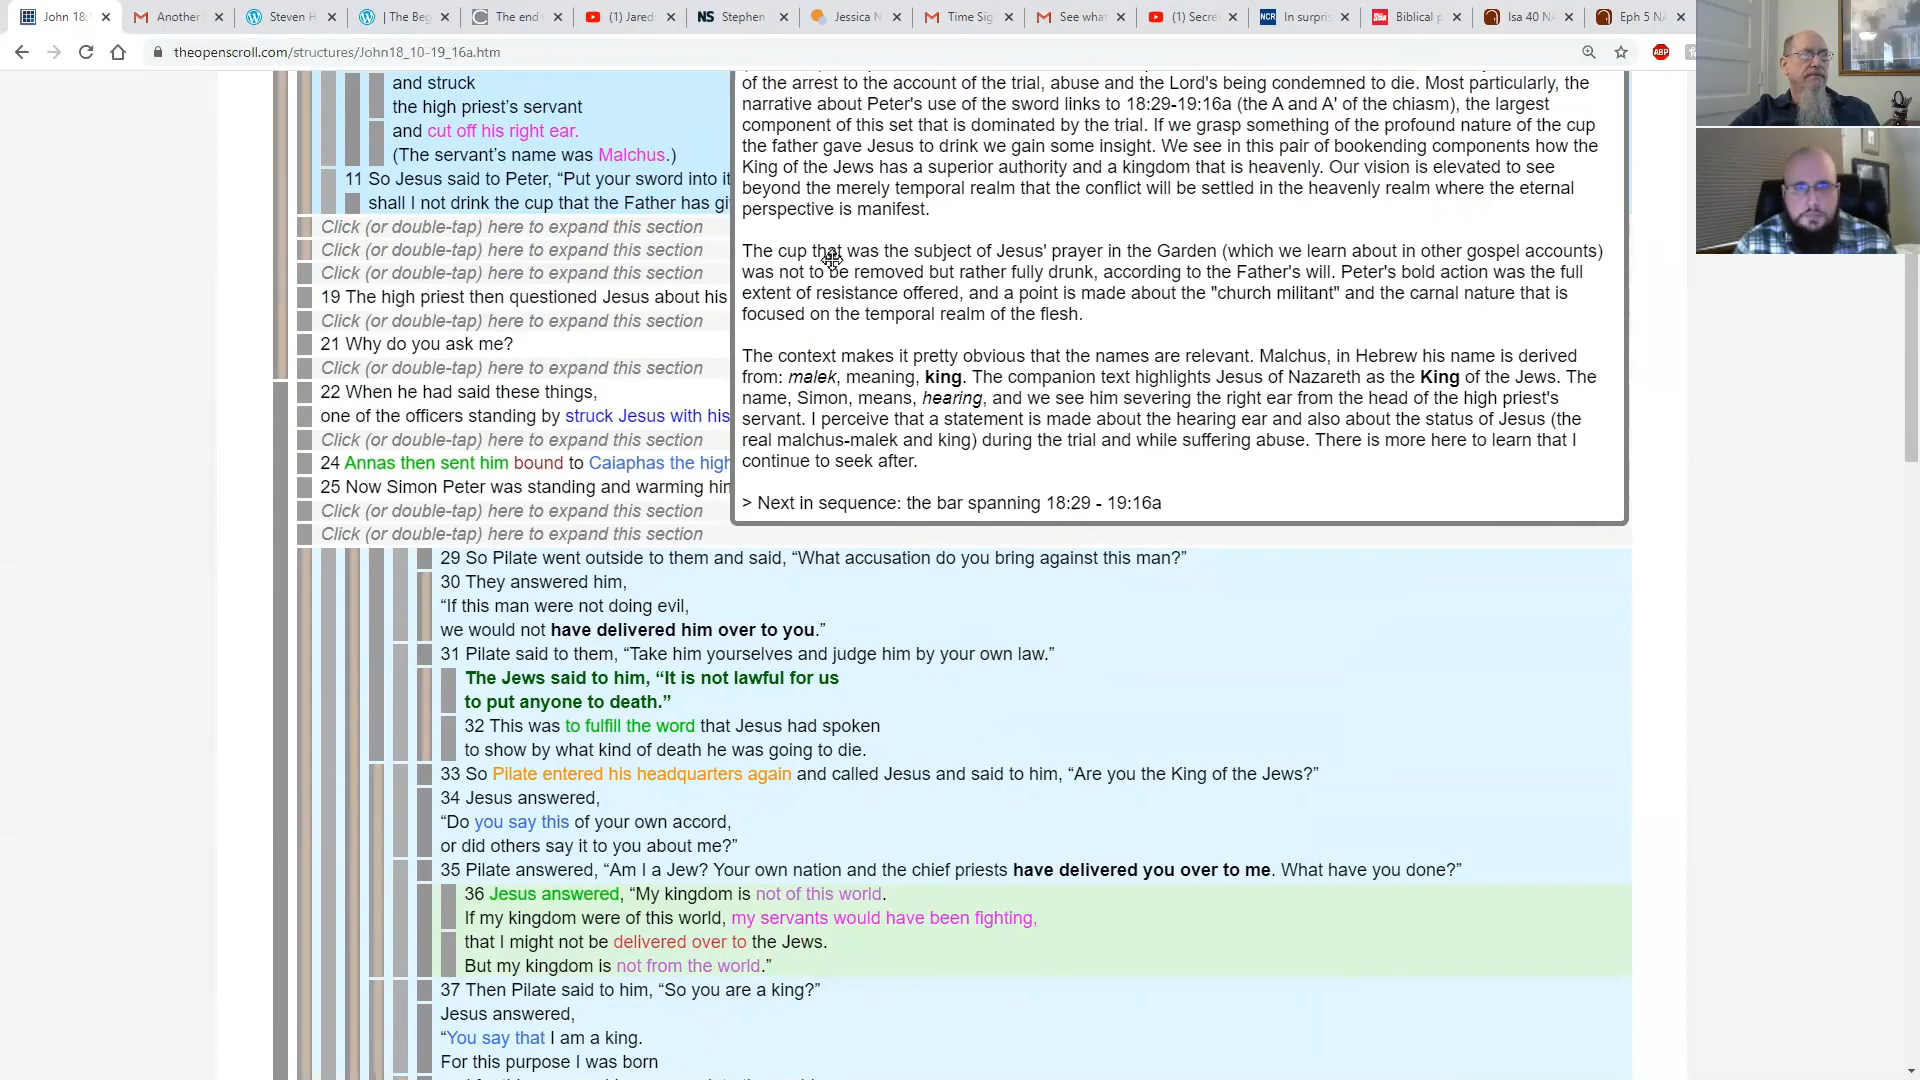 John 18:
Another
Steven H
| The Beg
The end
(1) Jared
NS
Stephen
Jessica N
Time Sig
See what
(1) Secre
NCR
In surpris
Biblical p
Isa 40 NA
Eph 5 NA
theopenscroll.com/structures/John18_10-19_16a.htm
ABP
and struck
the high priest's servant
and cut off his right ear.
(The servant's name was Malchus.)
11 So Jesus said to Peter, “Put your sword into it
shall I not drink the cup that the Father has gi
Click (or double-tap) here to expand this section
Click (or double-tap) here to expand this section
Click (or double-tap) here to expand this section
19 The high priest then questioned Jesus about his
Click (or double-tap) here to expand this section
21 Why do you ask me?
Click (or double-tap) here to expand this section
22 When he had said these things,
one of the officers standing by struck Jesus with his
Click (or double-tap) here to expand this section
24 Annas then sent him bound to Caiaphas the high
25 Now Simon Peter was standing and warming him
Click (or double-tap) here to expand this section
Click (or double-tap) here to expand this section
of the arrest to the account of the trial, abuse and the Lord's being condemned to die. Most particularly, the
narrative about Peter's use of the sword links to 18:29-19:16a (the A and A' of the chiasm), the largest
component of this set that is dominated by the trial. If we grasp something of the profound nature of the cup
the father gave Jesus to drink we gain some insight. We see in this pair of bookending components how the
King of the Jews has a superior authority and a kingdom that is heavenly. Our vision is elevated to see
beyond the merely temporal realm that the conflict will be settled in the heavenly realm where the eternal
perspective is manifest.
The cup that was the subject of Jesus' prayer in the Garden (which we learn about in other gospel accounts)
was not to be removed but rather fully drunk, according to the Father's will. Peter's bold action was the full
extent of resistance offered, and a point is made about the "church militant" and the carnal nature that is
focused on the temporal realm of the flesh.
The context makes it pretty obvious that the names are relevant. Malchus, in Hebrew his name is derived
from: malek, meaning, king. The companion text highlights Jesus of Nazareth as the King of the Jews. The
name, Simon, means, hearing, and we see him severing the right ear from the head of the high priest's
servant. I perceive that a statement is made about the hearing ear and also about the status of Jesus (the
real malchus-malek and king) during the trial and while suffering abuse. There is more here to learn that I
continue to seek after.
> Next in sequence: the bar spanning 18:29 - 19:16a
29 So Pilate went outside to them and said, “What accusation do you bring against this man?”
30 They answered him,
“If this man were not doing evil,
we would not have delivered him over to you.”
31 Pilate said to them, “Take him yourselves and judge him by your own law.”
The Jews said to him, “It is not lawful for us
to put anyone to death.”
32 This was to fulfill the word that Jesus had spoken
to show by what kind of death he was going to die.
33 So Pilate entered his headquarters again and called Jesus and said to him, “Are you the King of the Jews?”
34 Jesus answered,
“Do you say this of your own accord,
or did others say it to you about me?”
35 Pilate answered, “Am I a Jew? Your own nation and the chief priests have delivered you over to me. What have you done?”
36 Jesus answered, “My kingdom is not of this world.
If my kingdom were of this world, my servants would have been fighting,
that I might not be delivered over to the Jews.
But my kingdom is not from the world.”
37 Then Pilate said to him, “So you are a king?”
Jesus answered,
“You say that I am a king.
For this purpose I was born